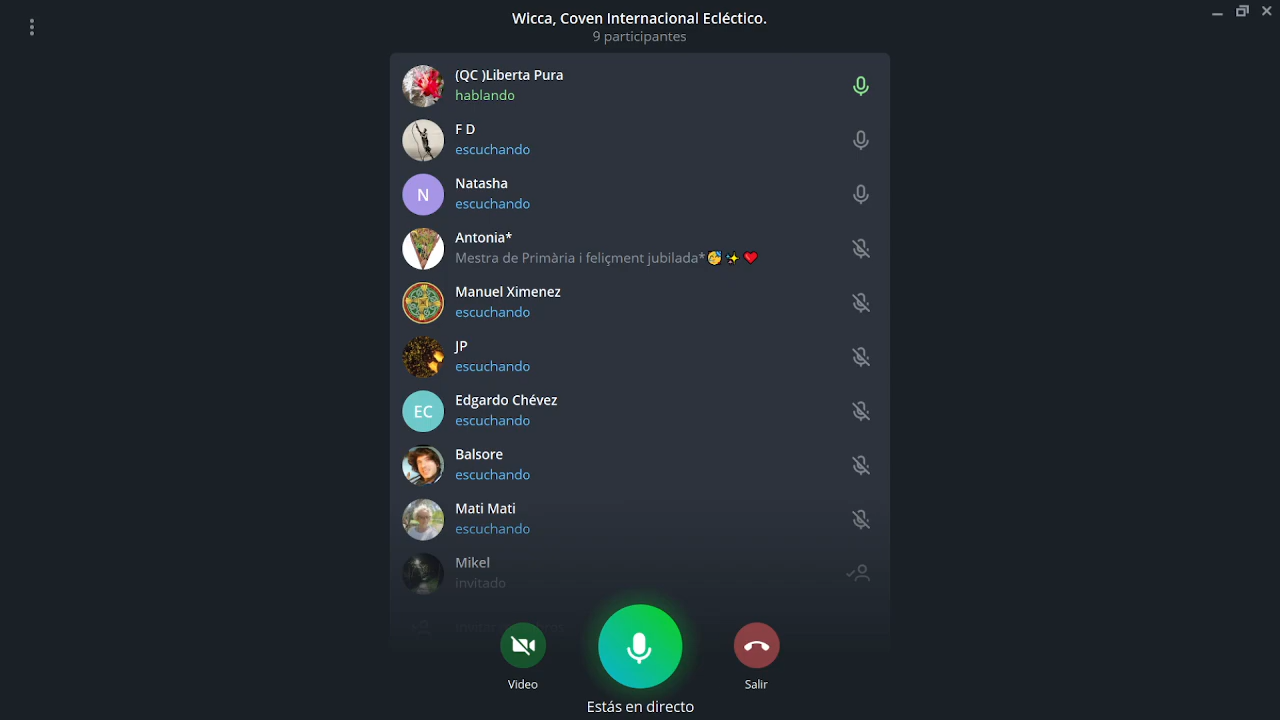 Wicca, Coven Internacional Ecléctico.
9 participantes
(QC )Liberta Pura
hablando
F D
escuchando
N
Natasha
escuchando
Antonia*
Mestra de Primària i feliçment jubilada*🥳 ✨ ❤️
Manuel Ximenez
escuchando
JP
escuchando
EC
Edgardo Chévez
escuchando
Balsore
escuchando
Mati Mati
escuchando
Mikel
invitado
Video
Salir
Estás en directo